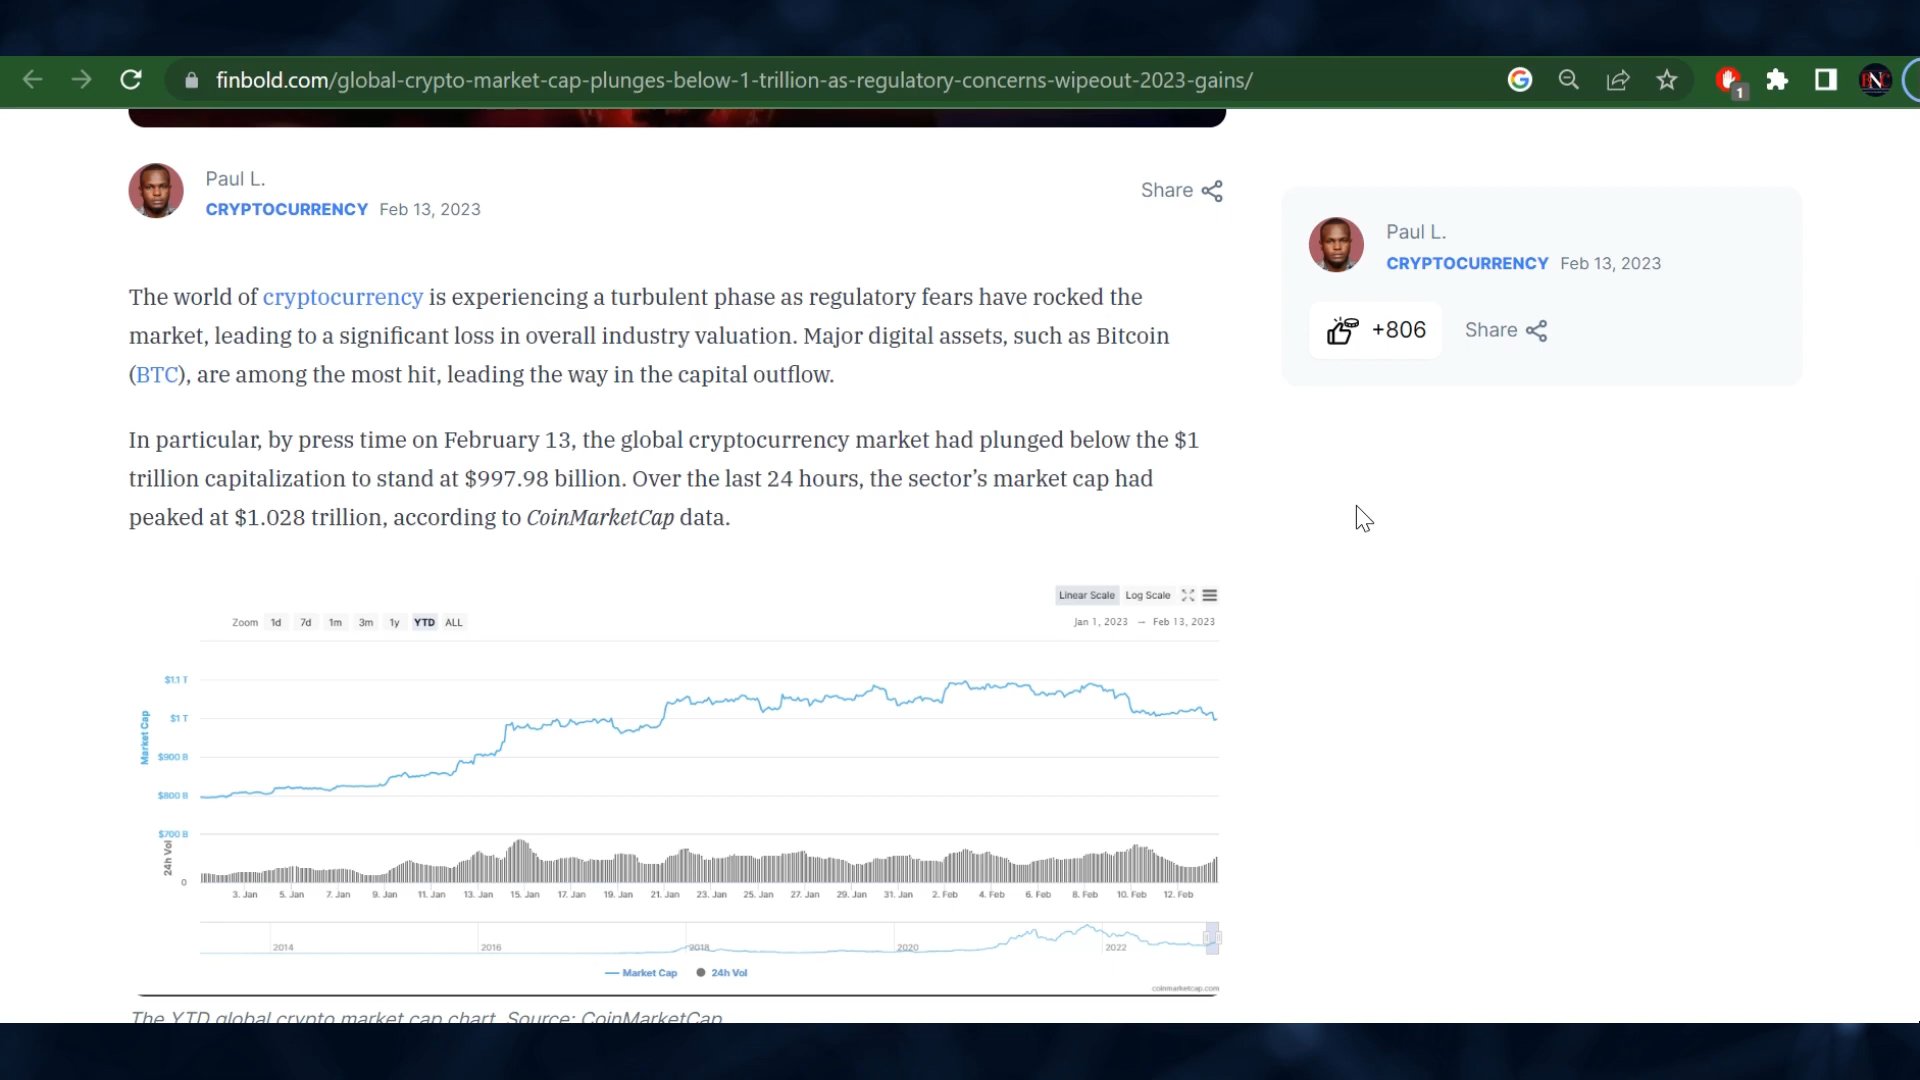 finbold.com/global-crypto-market-cap-plunges-below-1-trillion-as-regulatory-concerns-wipeout-2023-gains/
1
BNC
Paul L.
CRYPTOCURRENCY Feb 13, 2023
Share
Paul L.
CRYPTOCURRENCY Feb 13, 2023
+806 Share
The world of cryptocurrency is experiencing a turbulent phase as regulatory fears have rocked the
market, leading to a significant loss in overall industry valuation. Major digital assets, such as Bitcoin
(BTC), are among the most hit, leading the way in the capital outflow.
In particular, by press time on February 13, the global cryptocurrency market had plunged below the $1
trillion capitalization to stand at $997.98 billion. Over the last 24 hours, the sector’s market cap had
peaked at $1.028 trillion, according to CoinMarketCap data.
Linear Scale Log Scale
Zoom 1d 7d 1m 3m 1y YTD ALL
Jan 1, 2023 → Feb 13, 2023
Market Cap
$1.1 T
$1 T
$900 B
$800 B
$700 B
24h Vol
0
3. Jan 5. Jan 7. Jan 9. Jan 11. Jan 13. Jan 15. Jan 17. Jan 19. Jan 21. Jan 23. Jan 25. Jan 27. Jan 29. Jan 31. Jan 2. Feb 4. Feb 6. Feb 8. Feb 10. Feb 12. Feb
2014 2016 2018 2020 2022
Market Cap 24h Vol
coinmarketcap.com
The YTD global crypto market cap chart. Source: CoinMarketCap